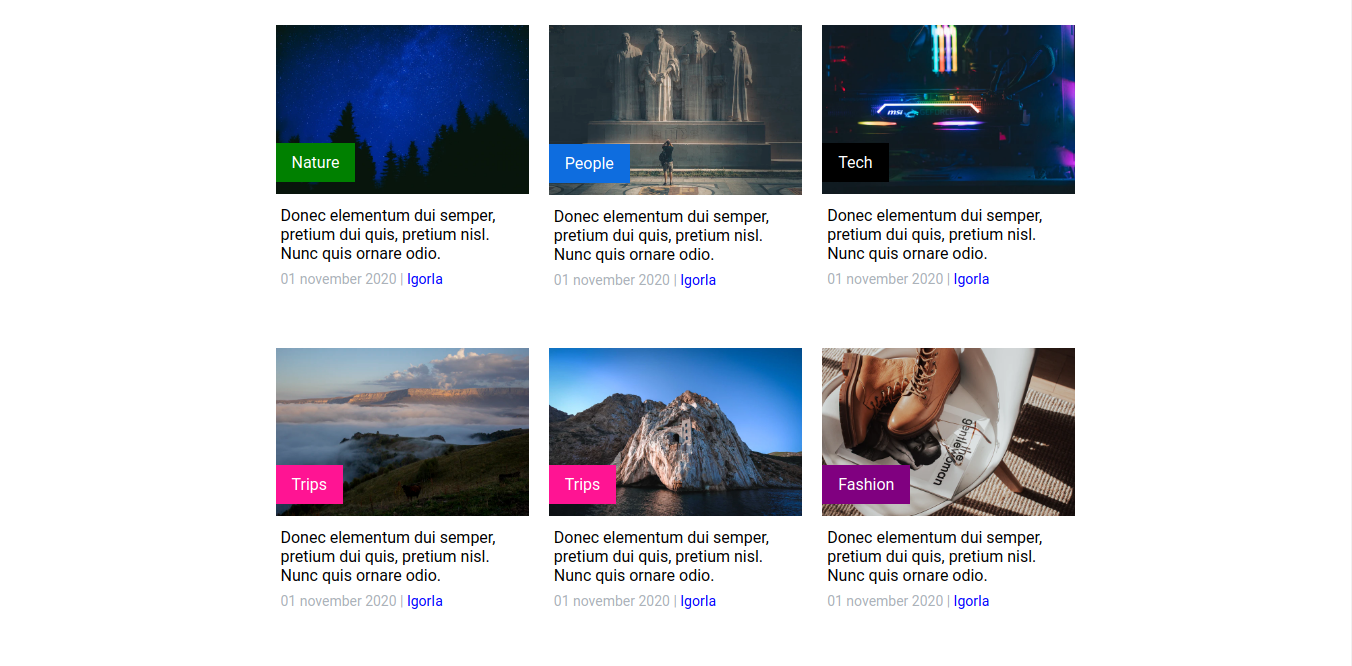 Nature
People
msi
Tech
Donec elementum dui semper,
pretium dui quis, pretium nisl.
Nunc quis ornare odio.
01 november 2020 | Igorla
Donec elementum dui semper,
pretium dui quis, pretium nisl.
Nunc quis ornare odio.
01 november 2020 | Igorla
Donec elementum dui semper,
pretium dui quis, pretium nisl.
Nunc quis ornare odio.
01 november 2020 | Igorla
Trips
Trips
the
gentlewoman
Fashion
Donec elementum dui semper,
pretium dui quis, pretium nisl.
Nunc quis ornare odio.
01 november 2020 | Igorla
Donec elementum dui semper,
pretium dui quis, pretium nisl.
Nunc quis ornare odio.
01 november 2020 | Igorla
Donec elementum dui semper,
pretium dui quis, pretium nisl.
Nunc quis ornare odio.
01 november 2020 | Igorla